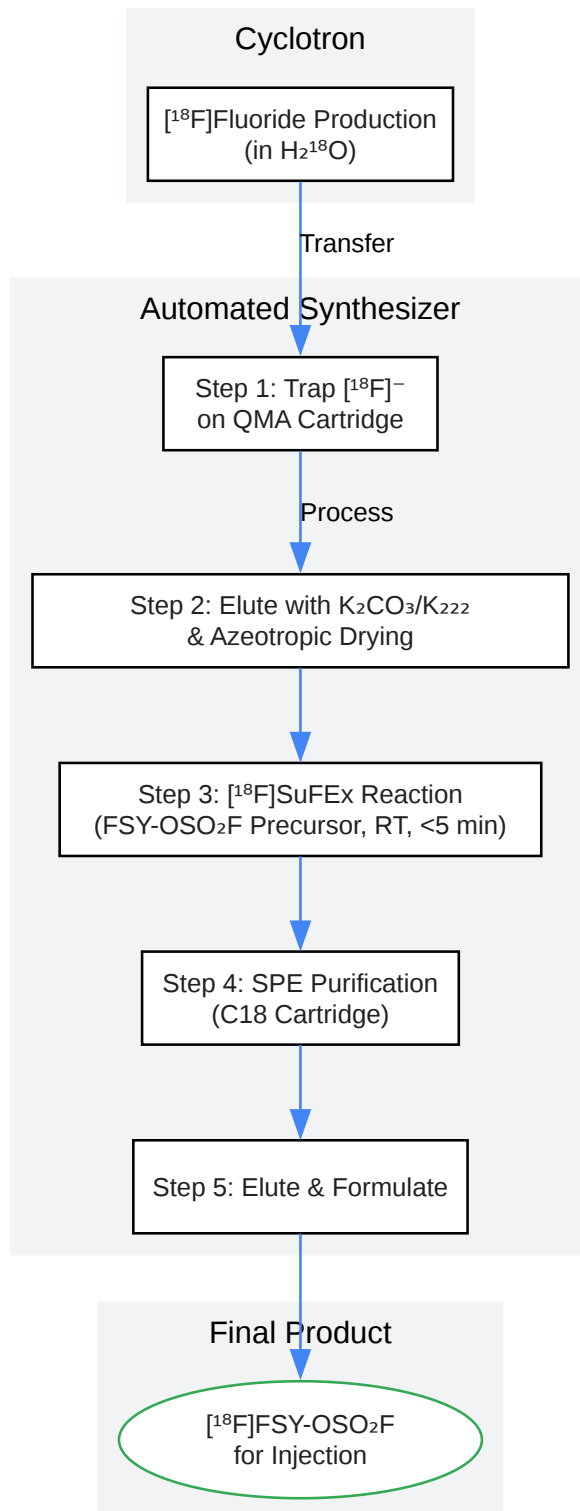 Cyclotron
[¹⁸F]Fluoride Production
(in H₂¹⁸O)
Transfer
Automated Synthesizer
Step 1: Trap [¹⁸F]⁻
on QMA Cartridge
Process
Step 2: Elute with K₂CO₃/K₂₂₂
& Azeotropic Drying
Step 3: [¹⁸F]SuFEx Reaction
(FSY-OSO₂F Precursor, RT, <5 min)
Step 4: SPE Purification
(C18 Cartridge)
Step 5: Elute & Formulate
Final Product
[¹⁸F]FSY-OSO₂F
for Injection